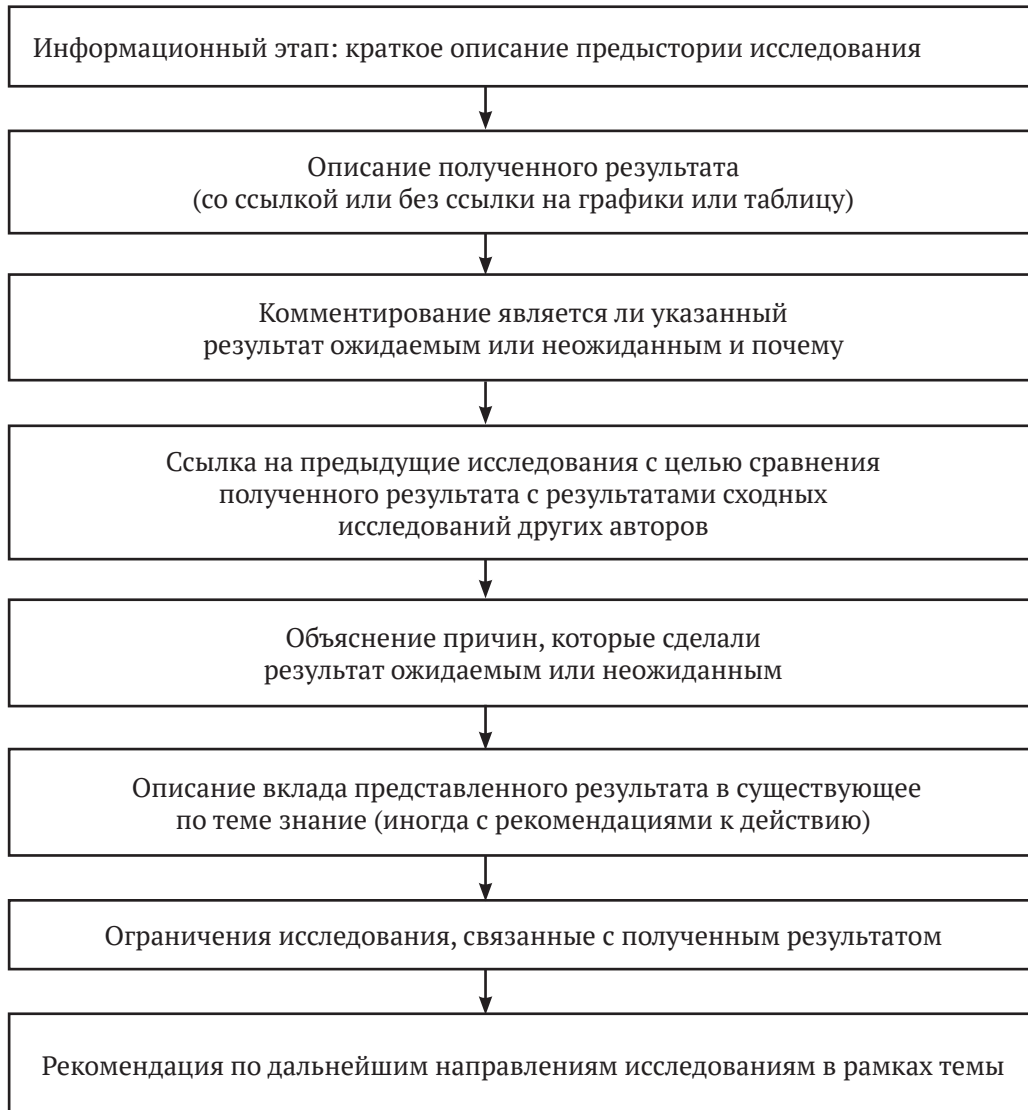 Информационный этап: краткое описание предыстории исследования
Описание полученного результата
(со ссылкой или без ссылки на графики или таблицу)
Комментирование является ли указанный
результат ожидаемым или неожиданным и почему
Ссылка на предыдущие исследования с целью сравнения
полученного результата с результатами сходных
исследований других авторов
Объяснение причин, которые сделали
результат ожидаемым или неожиданным
Описание вклада представленного результата в существующее
по теме знание (иногда с рекомендациями к действию)
Ограничения исследования, связанные с полученным результатом
Рекомендация по дальнейшим направлениям исследованиям в рамках темы